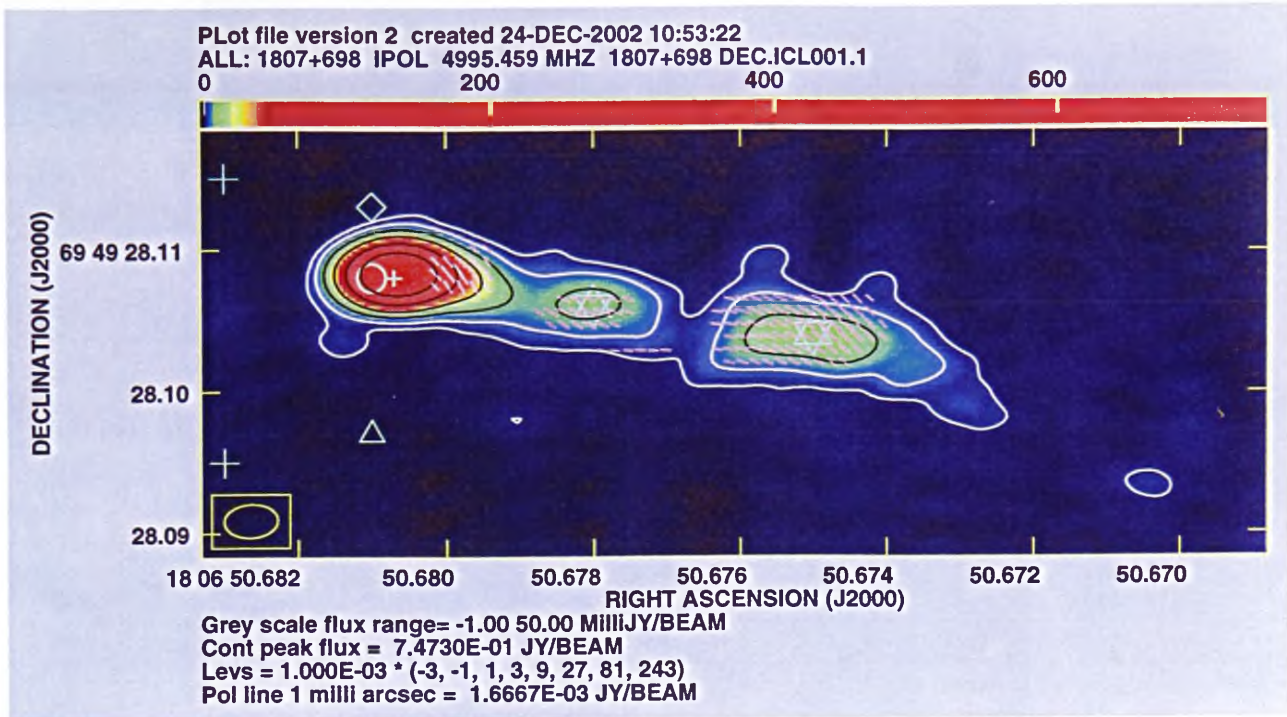 PLot file version 2 created 24-DEC-2002 10:53:22
ALL: 1807+698 IPOL 4995.459 MHZ 1807+698 DEC.ICL001.1
0 200 400 600
DECLINATION (J2000)
69 49 28.11
28.10
28.09
18 06 50.682 50.680 50.678 50.676 50.674 50.672 50.670
RIGHT ASCENSION (J2000)
Grey scale flux range= -1.00 50.00 MilliJY/BEAM
Cont peak flux = 7.4730E-01 JY/BEAM
Levs = 1.000E-03 * (-3, -1, 1, 3, 9, 27, 81, 243)
Pol line 1 milli arcsec = 1.6667E-03 JY/BEAM